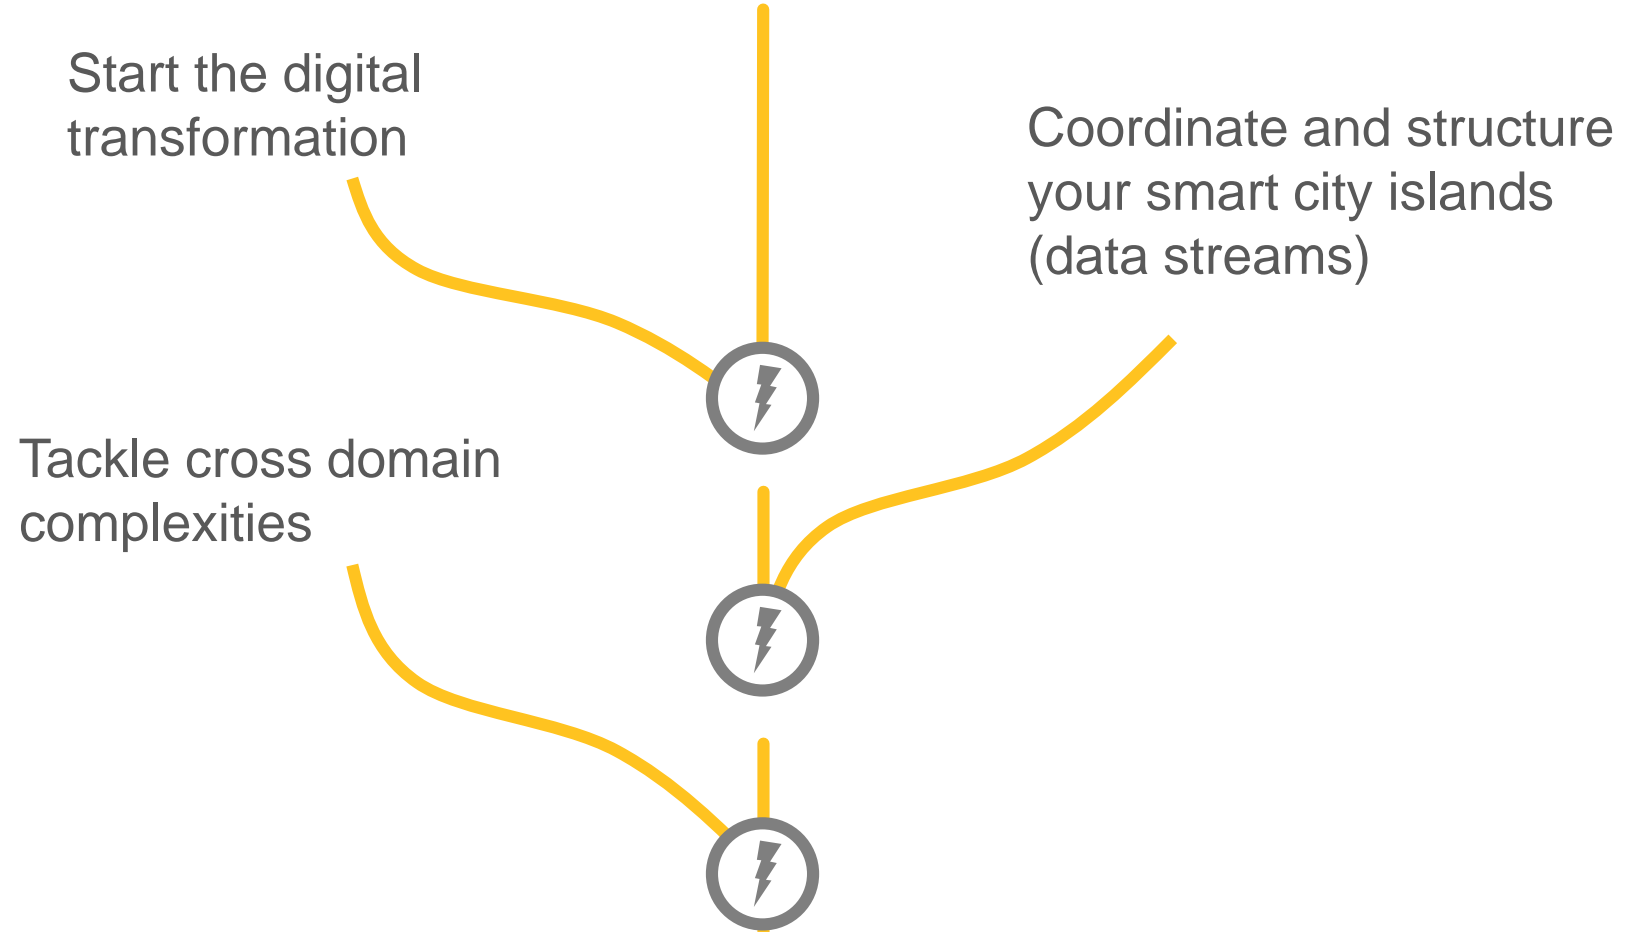 Start the digital
transformation
Coordinate and structure
your smart city islands
(data streams)
Tackle cross domain
complexities